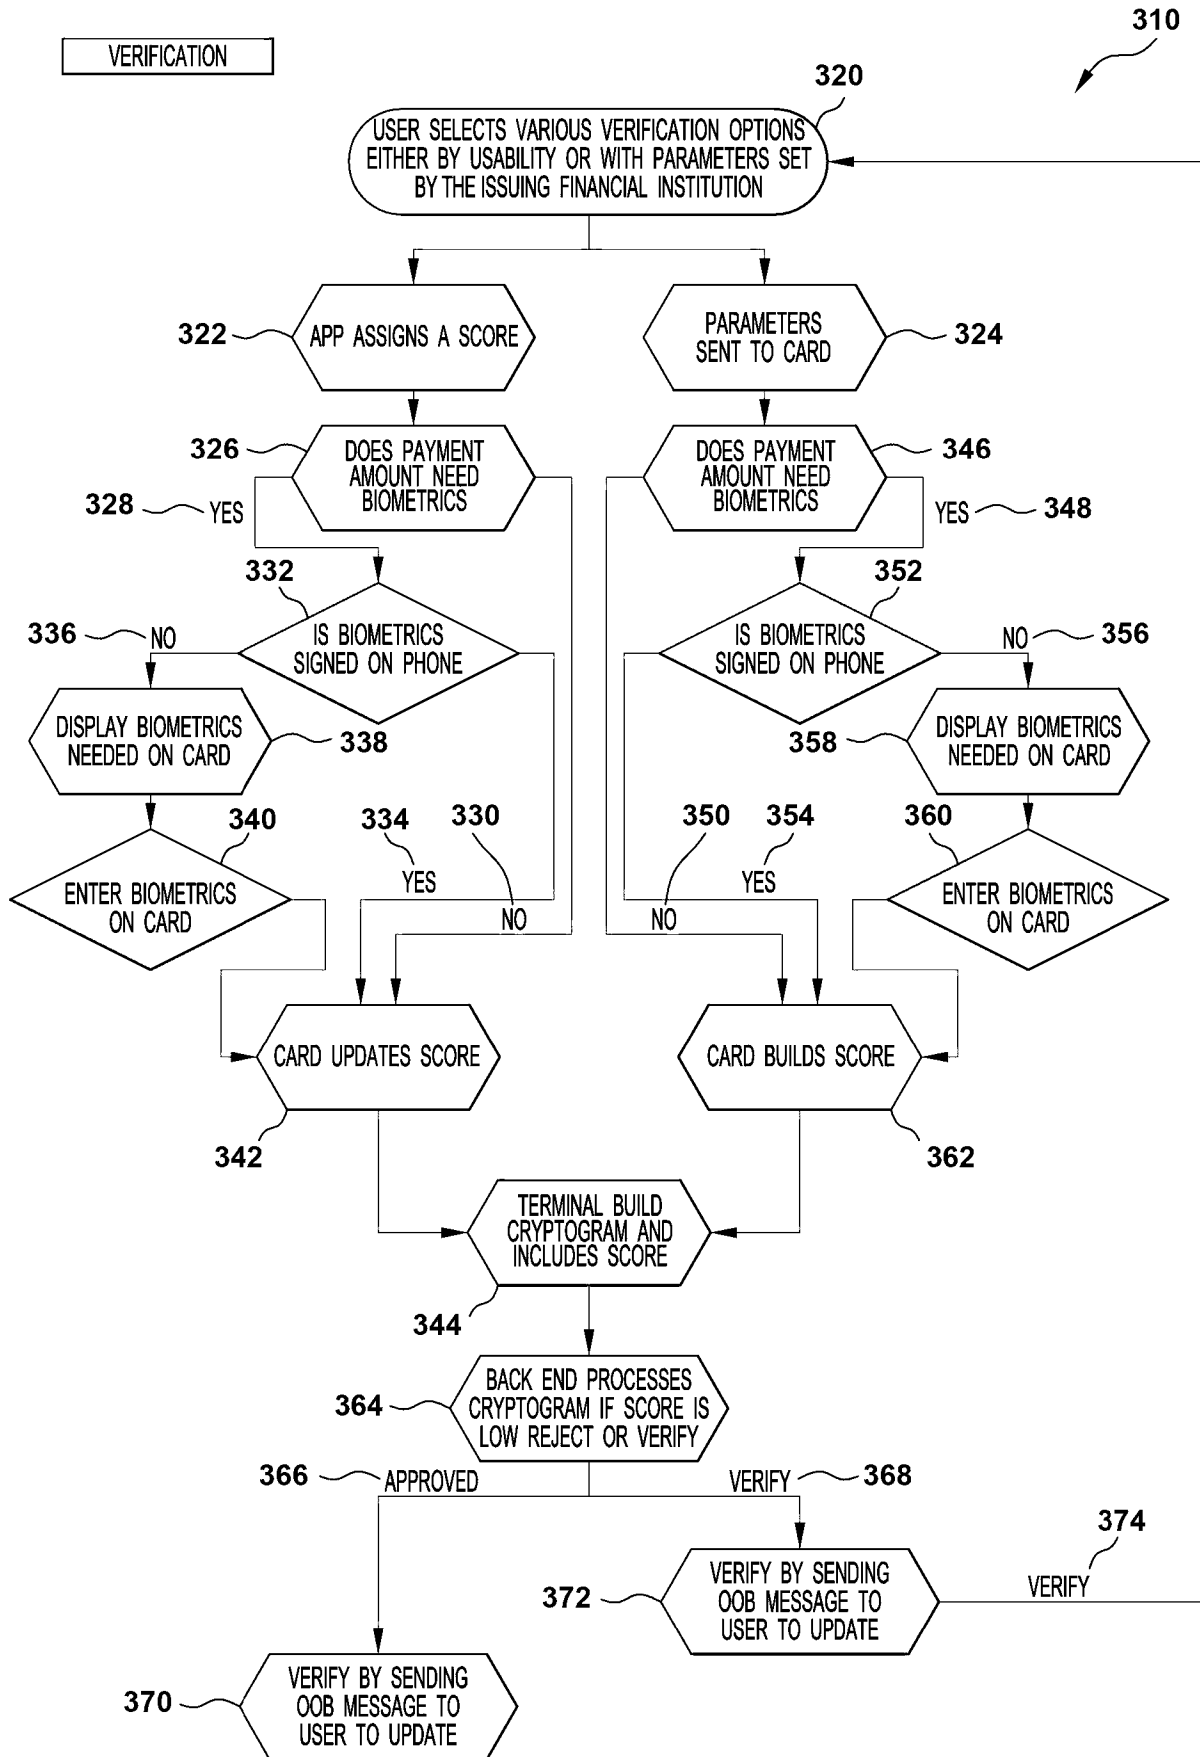 310
VERIFICATION
320
USER SELECTS VARIOUS VERIFICATION OPTIONS
EITHER BY USABILITY OR WITH PARAMETERS SET
BY THE ISSUING FINANCIAL INSTITUTION
322
APP ASSIGNS A SCORE
PARAMETERS
SENT TO CARD
324
326
DOES PAYMENT
AMOUNT NEED
BIOMETRICS
DOES PAYMENT
AMOUNT NEED
BIOMETRICS
346
328
YES
YES
348
332
IS BIOMETRICS
SIGNED ON PHONE
352
IS BIOMETRICS
SIGNED ON PHONE
336
NO
NO
356
DISPLAY BIOMETRICS
NEEDED ON CARD
338
358
DISPLAY BIOMETRICS
NEEDED ON CARD
340
ENTER BIOMETRICS
ON CARD
334
YES
330
NO
350
NO
354
YES
360
ENTER BIOMETRICS
ON CARD
CARD UPDATES SCORE
342
CARD BUILDS SCORE
362
TERMINAL BUILD
CRYPTOGRAM AND
INCLUDES SCORE
344
364
BACK END PROCESSES
CRYPTOGRAM IF SCORE IS
LOW REJECT OR VERIFY
366
APPROVED
VERIFY
368
372
VERIFY BY SENDING
OOB MESSAGE TO
USER TO UPDATE
374
VERIFY
370
VERIFY BY SENDING
OOB MESSAGE TO
USER TO UPDATE